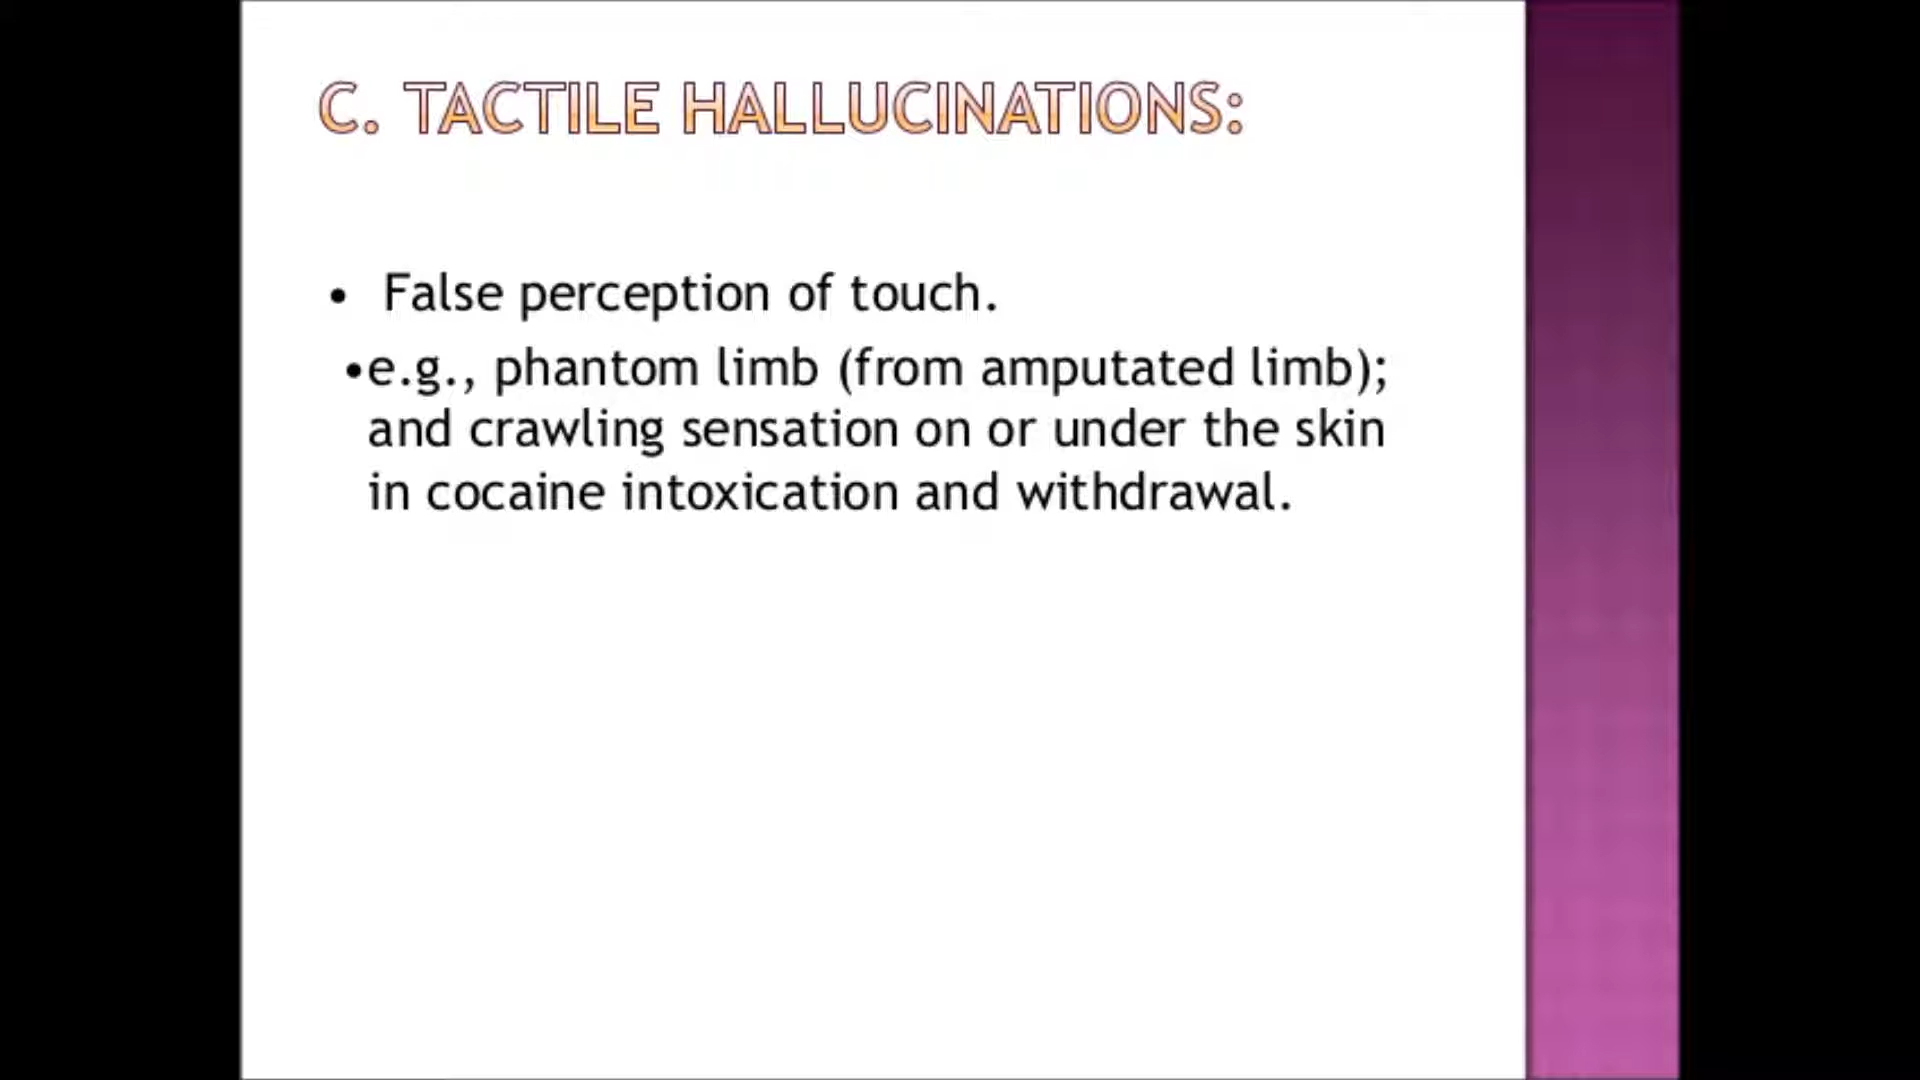 C. TACTILE HALLUCINATIONS:
• False perception of touch.
•e.g., phantom limb (from amputated limb);
and crawling sensation on or under the skin
in cocaine intoxication and withdrawal.